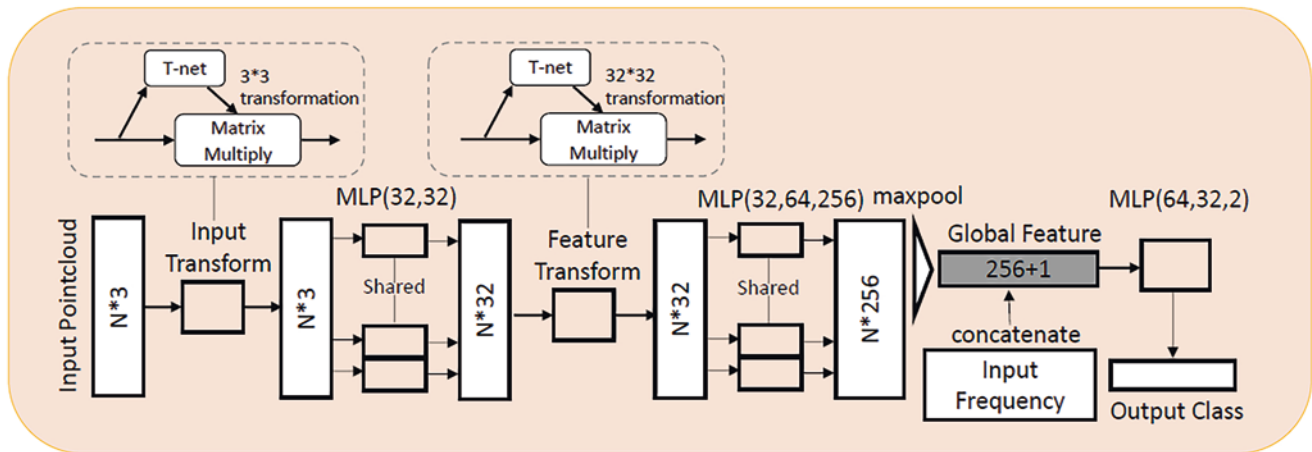 T-net
3*3
transformation
Matrix
Multiply
T-net
32*32
transformation
Matrix
Multiply
Input Pointcloud
N*3
Input
Transform
N*3
MLP(32,32)
Shared
N*32
Feature
Transform
N*32
MLP(32,64,256)
Shared
N*256
maxpool
Global Feature
256+1
concatenate
Input
Frequency
MLP(64,32,2)
Output Class